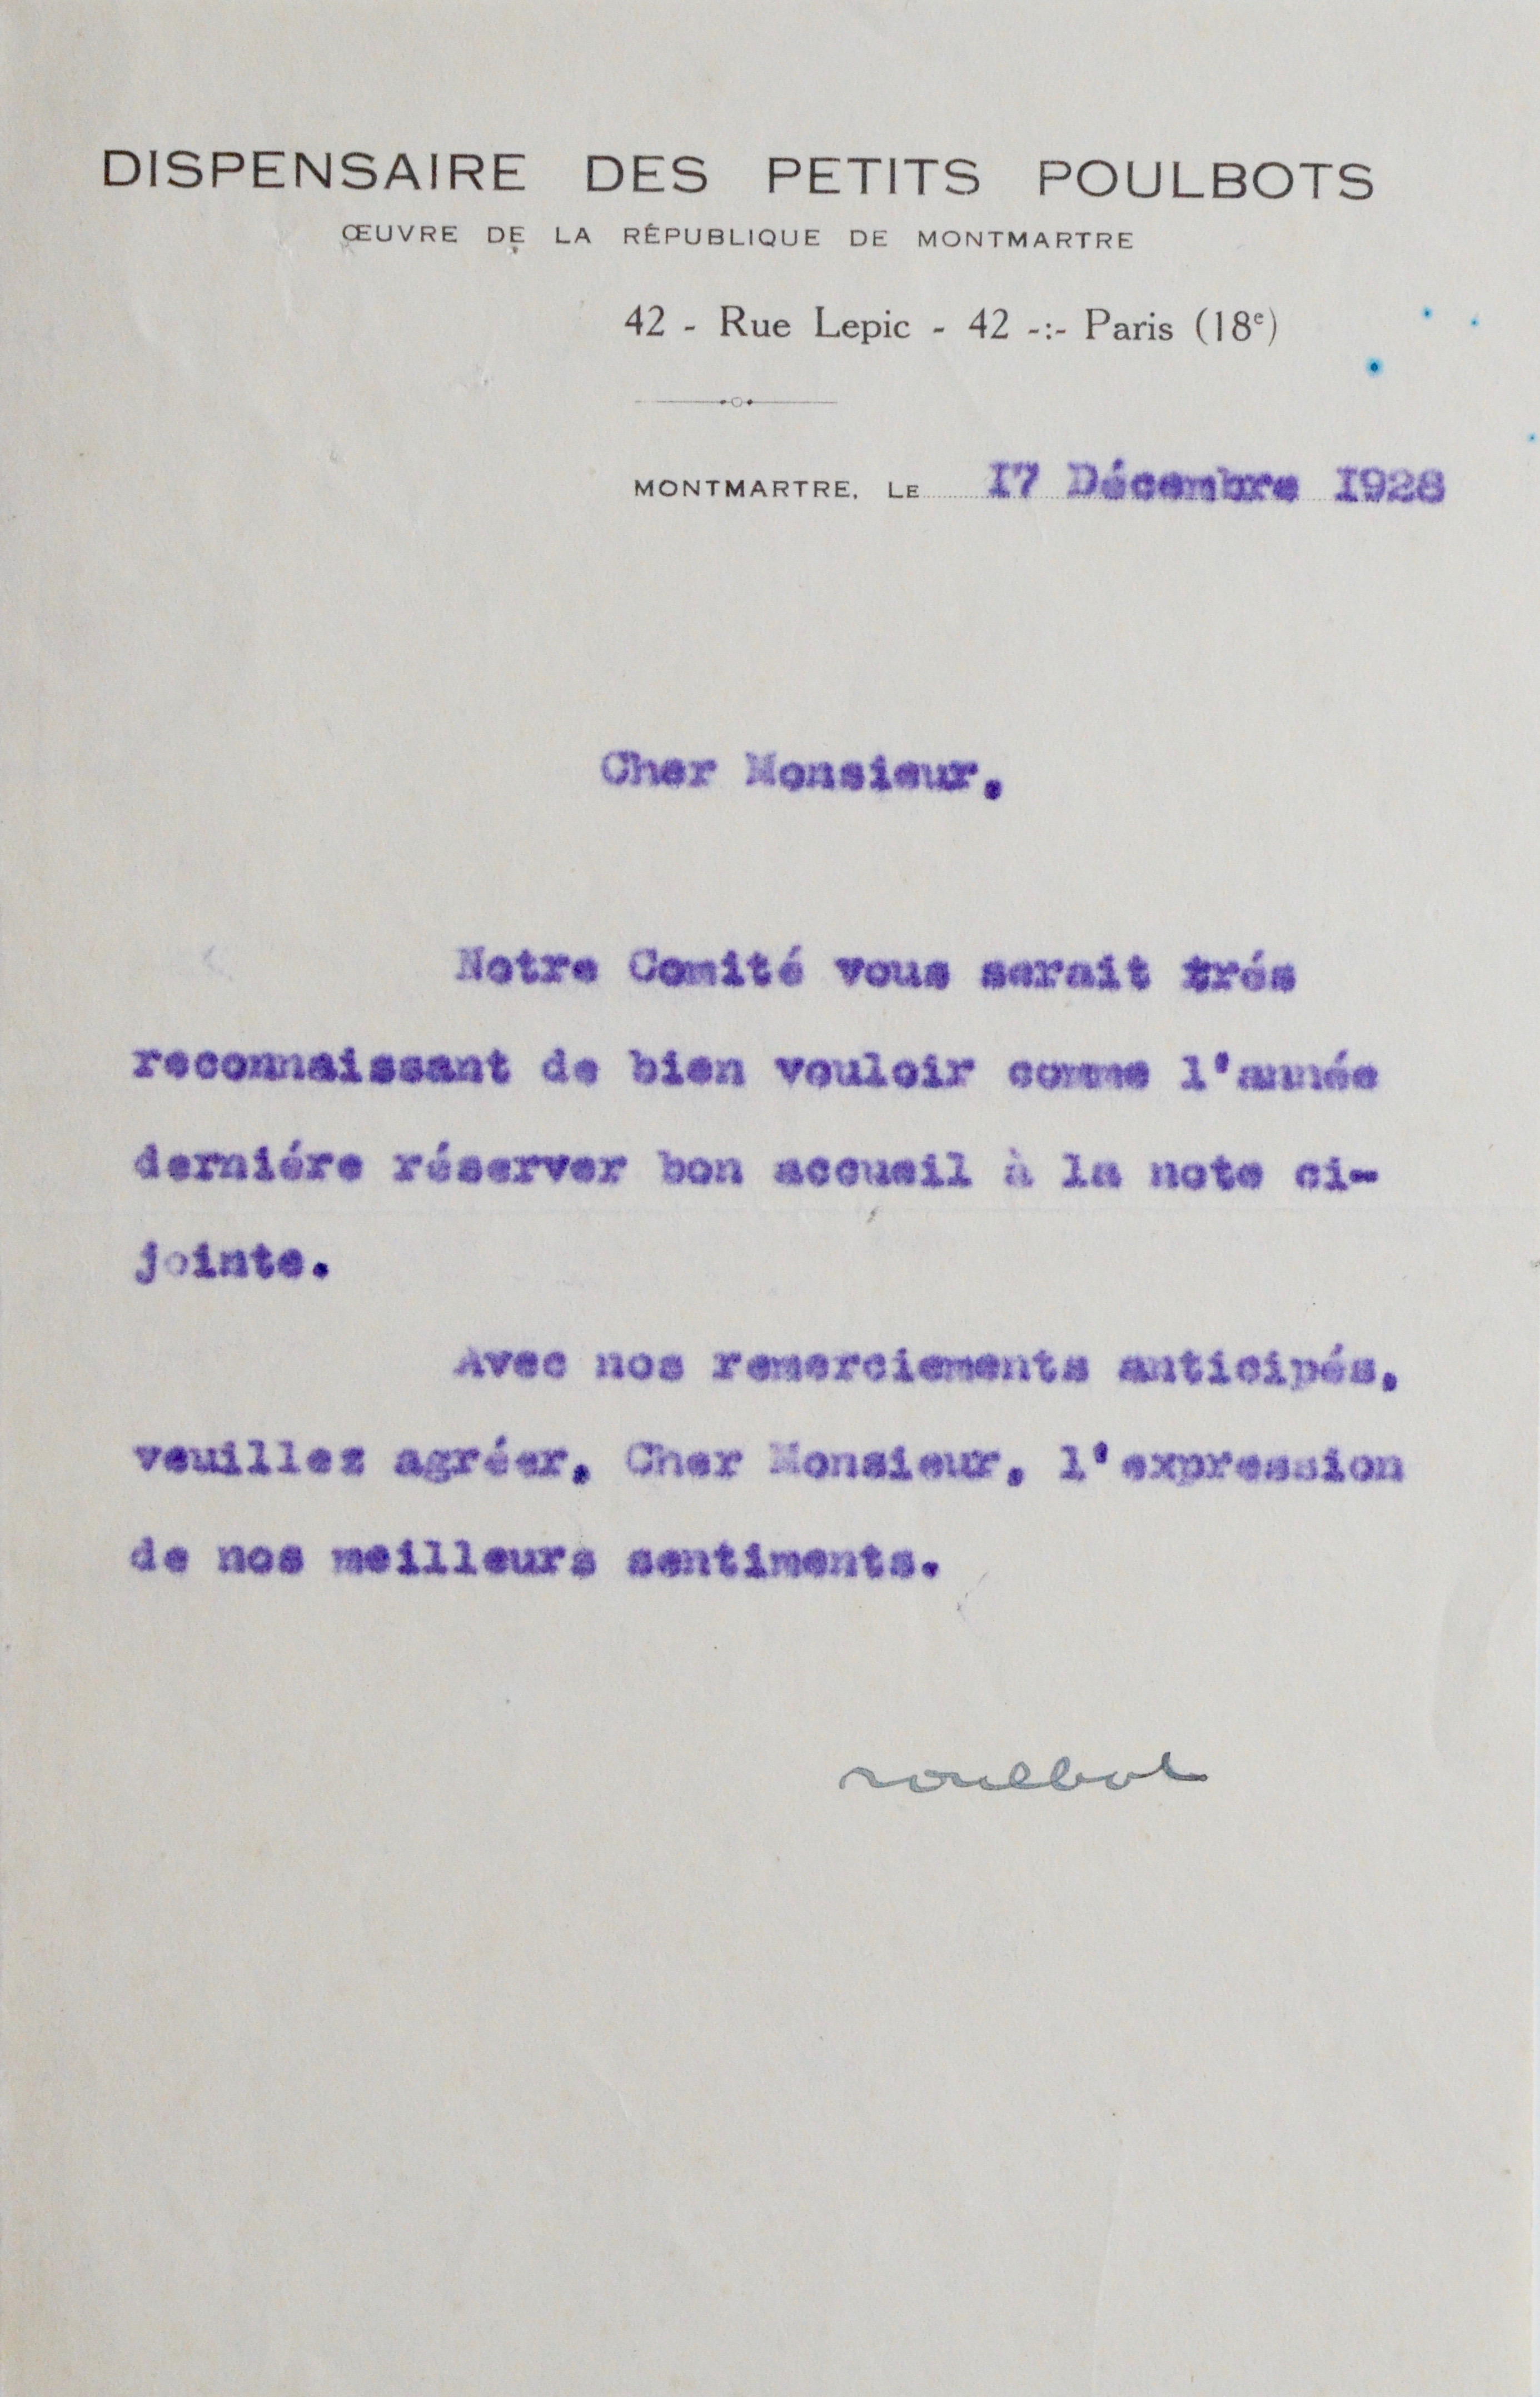 DISPENSAIRE DES PETITS POULBOTS
ŒUVRE DE LA RÉPUBLIQUE DE MONTMARTRE
42 - Rue Lepic - 42 -:- Paris (18e)
MONTMARTRE, LE 17 Décembre 1928
Cher Monsieur,
Notre Comité vous serait trés
reconnaissant de bien vouloir comme l'année
derniére réserver bon accueil à la note ci-
jointe.
Avec nos remerciements anticipés,
veuillez agréer, Cher Monsieur, l'expression
de nos meilleurs sentiments.
Poulbot